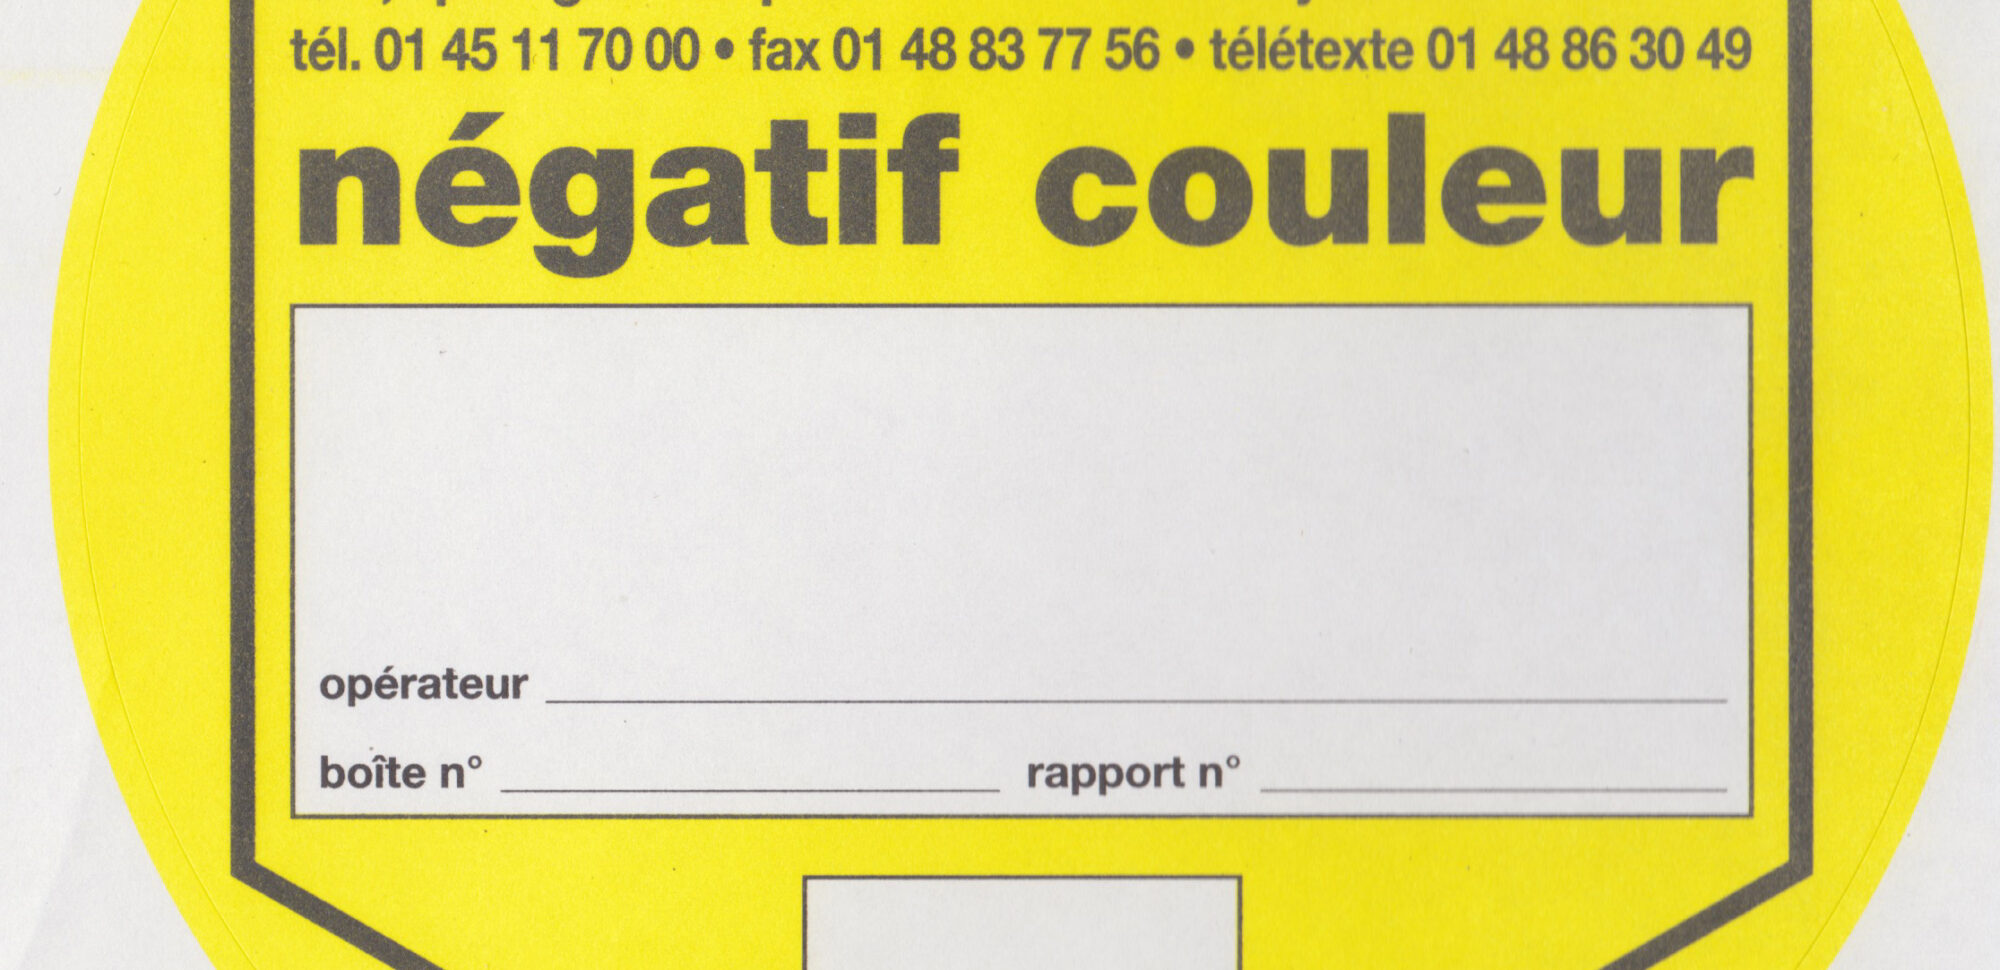 tél. 01 45 11 70 00 • fax 01 48 83 77 56 • télétexte 01 48 86 30 49
négatif couleur
opérateur
boîte n° rapport n°